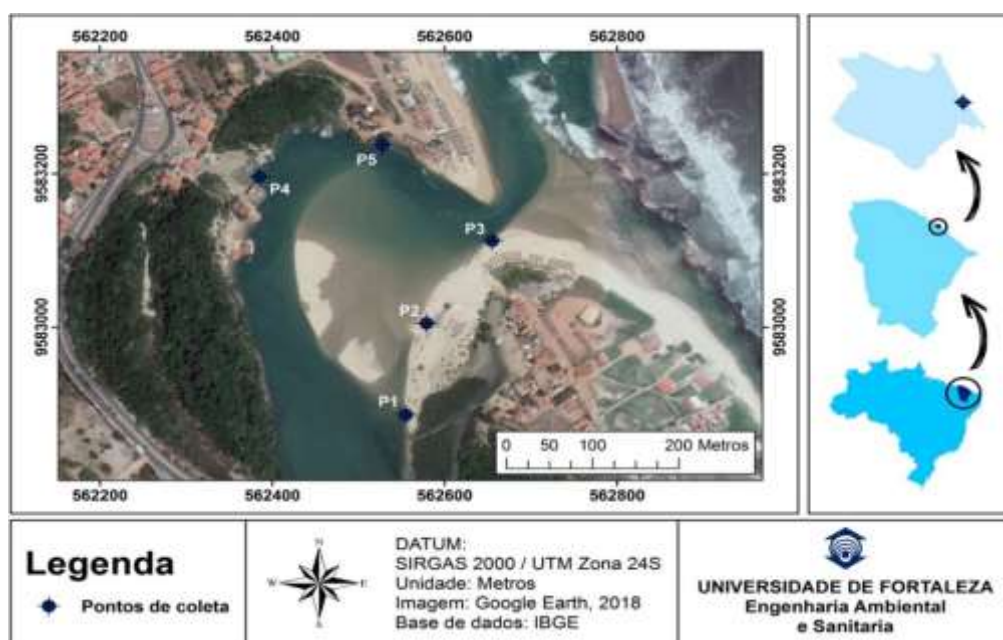 562200 562400 562600 562800
9583200
9583000
9583200
9583000
P5
P4
P3
P2
P1
0 50 100 200 Metros
562200 562400 562600 562800
Legenda
Pontos de coleta
N
W E
S
DATUM:
SIRGAS 2000 / UTM Zona 24S
Unidade: Metros
Imagem: Google Earth, 2018
Base de dados: IBGE
UNIVERSIDADE DE FORTALEZA
Engenharia Ambiental
e Sanitaria